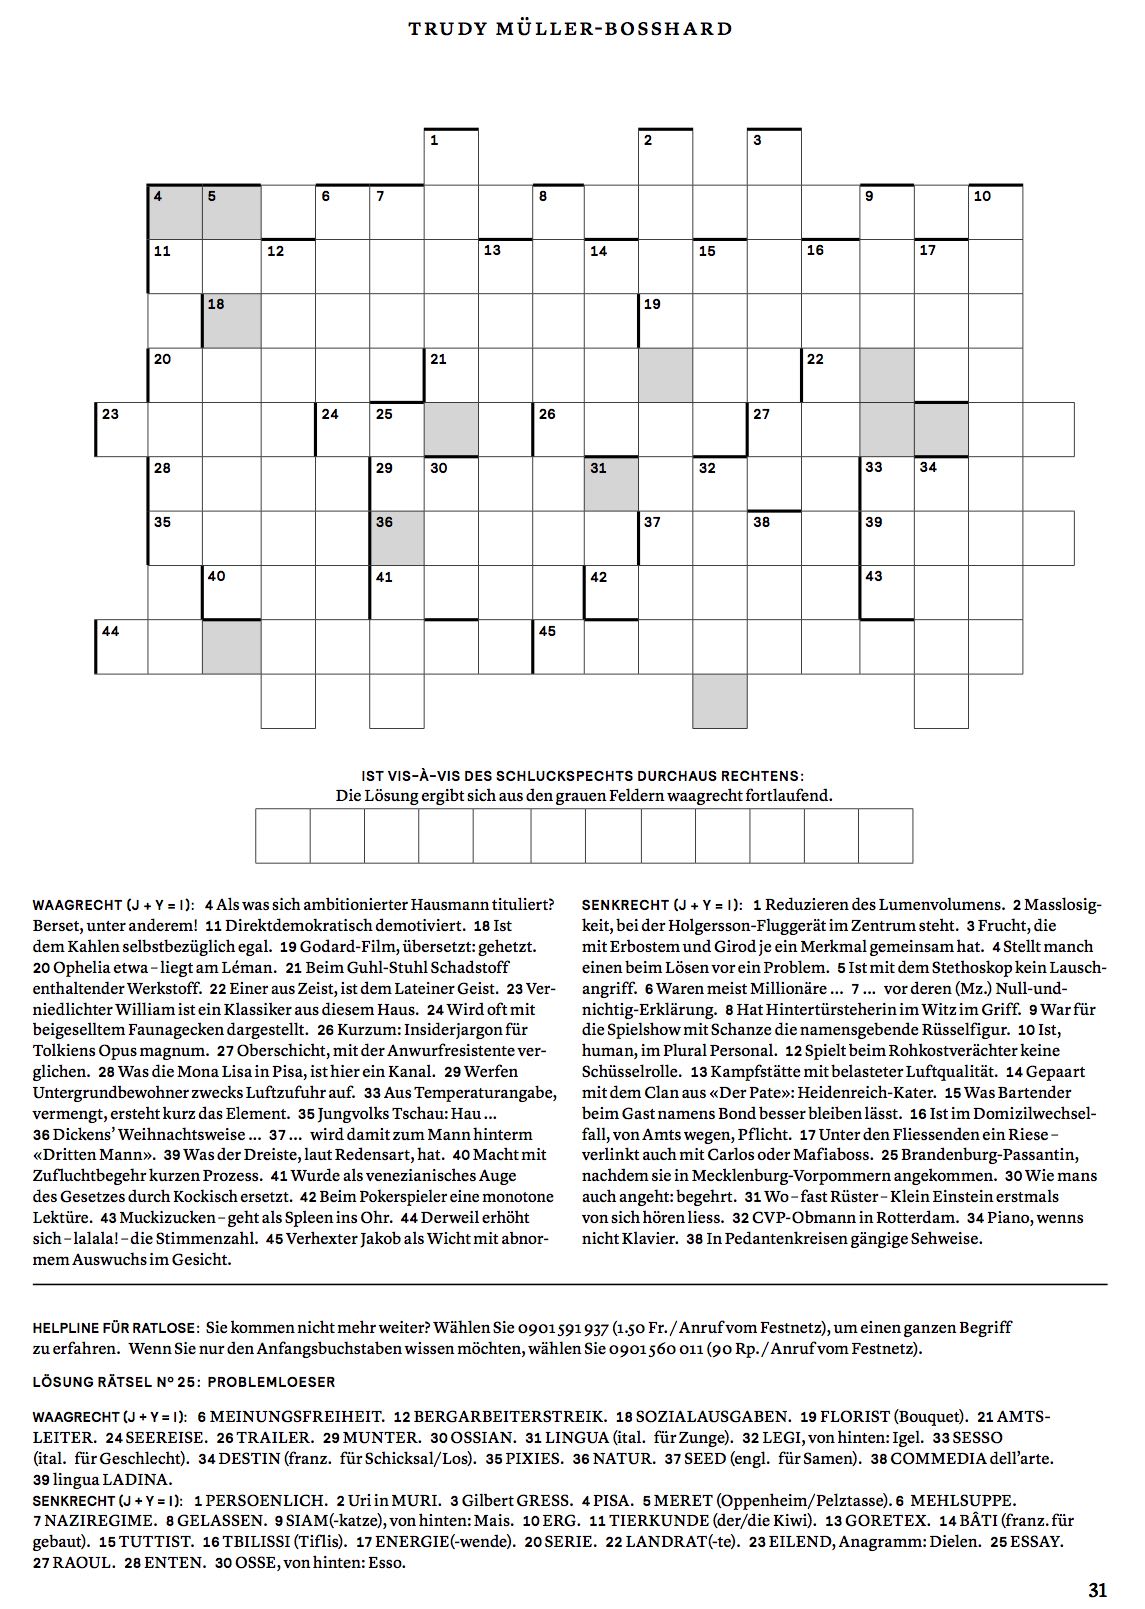 TRUDY MÜLLER-BOSSHARD
1 2 3
4 5 6 7 8 9 10
11 12 13 14 15 16 17
18 19
20 21 22
23 24 25 26 27
28 29 30 31 32 33 34
35 36 37 38 39
40 41 42 43
44 45
IST VIS-À-VIS DES SCHLUCKSPECHTS DURCHAUS RECHTENS:
Die Lösung ergibt sich aus den grauen Feldern waagrecht fortlaufend.
WAAGRECHT (J + Y = I): 4 Als was sich ambitionierter Hausmann tituliert?
Berset, unter anderem! 11 Direktdemokratisch demotiviert. 18 Ist
dem Kahlen selbstbezüglich egal. 19 Godard-Film, übersetzt: gehetzt.
20 Ophelia etwa – liegt am Léman. 21 Beim Guhl-Stuhl Schadstoff
enthaltender Werkstoff. 22 Einer aus Zeist, ist dem Lateiner Geist. 23 Ver-
niedlichter William ist ein Klassiker aus diesem Haus. 24 Wird oft mit
beigeselltem Faunagecken dargestellt. 26 Kurzum: Insiderjargon für
Tolkiens Opus magnum. 27 Oberschicht, mit der Anwurfresistente ver-
glichen. 28 Was die Mona Lisa in Pisa, ist hier ein Kanal. 29 Werfen
Untergrundbewohner zwecks Luftzufuhr auf. 33 Aus Temperaturangabe,
vermengt, ersteht kurz das Element. 35 Jungvolks Tschau: Hau ...
36 Dickens' Weihnachtsweise ... 37 ... wird damit zum Mann hinterm
«Dritten Mann». 39 Was der Dreiste, laut Redensart, hat. 40 Macht mit
Zufluchtbegehr kurzen Prozess. 41 Wurde als venezianisches Auge
des Gesetzes durch Kockisch ersetzt. 42 Beim Pokerspieler eine monotone
Lektüre. 43 Muckizucken – geht als Spleen ins Ohr. 44 Derweil erhöht
sich – lalala! – die Stimmenzahl. 45 Verhexter Jakob als Wicht mit abnor-
mem Auswuchs im Gesicht.
SENKRECHT (J + Y = I): 1 Reduzieren des Lumenvolumens. 2 Masslosig-
keit, bei der Holgersson-Fluggerät im Zentrum steht. 3 Frucht, die
mit Erbostem und Girod je ein Merkmal gemeinsam hat. 4 Stellt manch
einen beim Lösen vor ein Problem. 5 Ist mit dem Stethoskop kein Lausch-
angriff. 6 Waren meist Millionäre ... 7 ... vor deren (Mz.) Null-und-
nichtig-Erklärung. 8 Hat Hintertürsteherin im Witz im Griff. 9 War für
die Spielshow mit Schanze die namensgebende Rüsselfigur. 10 Ist,
human, im Plural Personal. 12 Spielt beim Rohkostverächter keine
Schüsselrolle. 13 Kampfstätte mit belasteter Luftqualität. 14 Gepaart
mit dem Clan aus «Der Pate»: Heidenreich-Kater. 15 Was Bartender
beim Gast namens Bond besser bleiben lässt. 16 Ist im Domizilwechsel-
fall, von Amts wegen, Pflicht. 17 Unter den Fliessenden ein Riese –
verlinkt auch mit Carlos oder Mafiaboss. 25 Brandenburg-Passantin,
nachdem sie in Mecklenburg-Vorpommern angekommen. 30 Wie mans
auch angeht: begehrt. 31 Wo – fast Rüster – Klein Einstein erstmals
von sich hören liess. 32 CVP-Obmann in Rotterdam. 34 Piano, wenns
nicht Klavier. 38 In Pedantenkreisen gängige Sehweise.
HELPLINE FÜR RATLOSE: Sie kommen nicht mehr weiter? Wählen Sie 0901 591 937 (1.50 Fr. / Anruf vom Festnetz), um einen ganzen Begriff
zu erfahren. Wenn Sie nur den Anfangsbuchstaben wissen möchten, wählen Sie 0901 560 011 (90 Rp. / Anruf vom Festnetz).
LÖSUNG RÄTSEL Nº 25: PROBLEMLOESER
WAAGRECHT (J + Y = I): 6 MEINUNGSFREIHEIT. 12 BERGARBEITERSTREIK. 18 SOZIALAUSGABEN. 19 FLORIST (Bouquet). 21 AMTS-
LEITER. 24 SEEREISE. 26 TRAILER. 29 MUNTER. 30 OSSIAN. 31 LINGUA (ital. für Zunge). 32 LEGI, von hinten: Igel. 33 SESSO
(ital. für Geschlecht). 34 DESTIN (franz. für Schicksal/Los). 35 PIXIES. 36 NATUR. 37 SEED (engl. für Samen). 38 COMMEDIA dell'arte.
39 lingua LADINA.
SENKRECHT (J + Y = I): 1 PERSOENLICH. 2 Uri in MURI. 3 Gilbert GRESS. 4 PISA. 5 MERET (Oppenheim/Pelztasse). 6 MEHLSUPPE.
7 NAZIREGIME. 8 GELASSEN. 9 SIAM(-katze), von hinten: Mais. 10 ERG. 11 TIERKUNDE (der/die Kiwi). 13 GORETEX. 14 BÂTI (franz. für
gebaut). 15 TUTTIST. 16 TBILISSI (Tiflis). 17 ENERGIE(-wende). 20 SERIE. 22 LANDRAT(-te). 23 EILEND, Anagramm: Dielen. 25 ESSAY.
27 RAOUL. 28 ENTEN. 30 OSSE, von hinten: Esso.
31